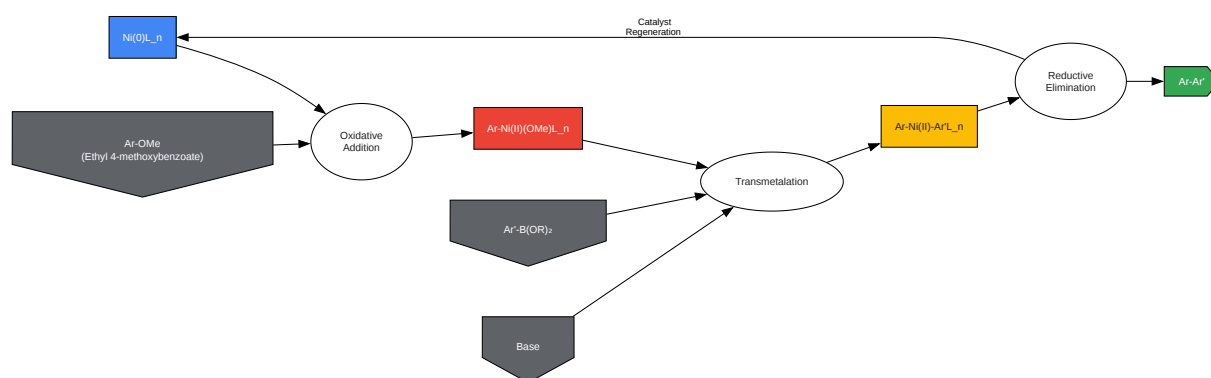 Catalyst
Regeneration
Ni(0)L_n
Reductive
Elimination
Ar-Ar'
Ar-OMe
(Ethyl 4-methoxybenzoate)
Oxidative
Addition
Ar-Ni(II)(OMe)L_n
Ar-Ni(II)-Ar'L_n
Transmetalation
Ar'-B(OR)₂
Base